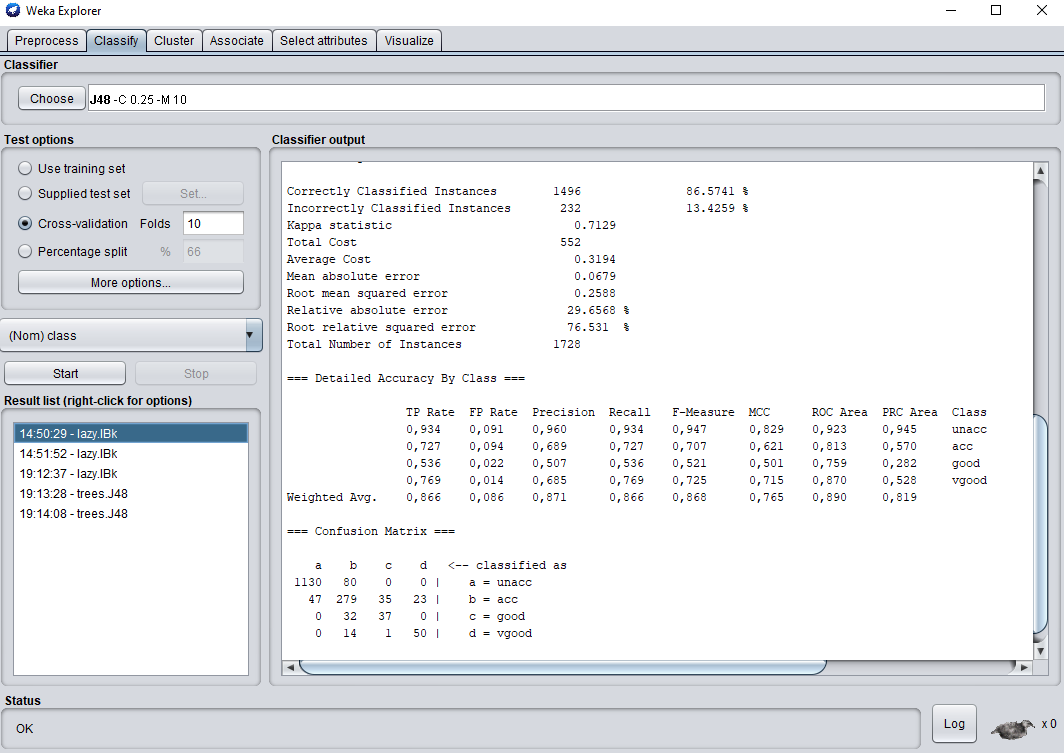 Weka Explorer
Preprocess Classify Cluster Associate Select attributes Visualize
Classifier
Choose J48 -C 0.25 -M 10
Test options
Use training set
Supplied test set Set...
Cross-validation Folds 10
Percentage split % 66
More options...
(Nom) class
Start Stop
Result list (right-click for options)
14:50:29 - lazy.IBk
14:51:52 - lazy.IBk
19:12:37 - lazy.IBk
19:13:28 - trees.J48
19:14:08 - trees.J48
Classifier output
Correctly Classified Instances 1496 86.5741 %
Incorrectly Classified Instances 232 13.4259 %
Kappa statistic 0.7129
Total Cost 552
Average Cost 0.3194
Mean absolute error 0.0679
Root mean squared error 0.2588
Relative absolute error 29.6568 %
Root relative squared error 76.531 %
Total Number of Instances 1728
=== Detailed Accuracy By Class ===
TP Rate FP Rate Precision Recall F-Measure MCC ROC Area PRC Area Class
0,934 0,091 0,960 0,934 0,947 0,829 0,923 0,945 unacc
0,727 0,094 0,689 0,727 0,707 0,621 0,813 0,570 acc
0,536 0,022 0,507 0,536 0,521 0,501 0,759 0,282 good
0,769 0,014 0,685 0,769 0,725 0,715 0,870 0,528 vgood
Weighted Avg. 0,866 0,086 0,871 0,866 0,868 0,765 0,890 0,819
=== Confusion Matrix ===
a b c d <-- classified as
1130 80 0 0 | a = unacc
47 279 35 23 | b = acc
0 32 37 0 | c = good
0 14 1 50 | d = vgood
Status
OK
Log x 0